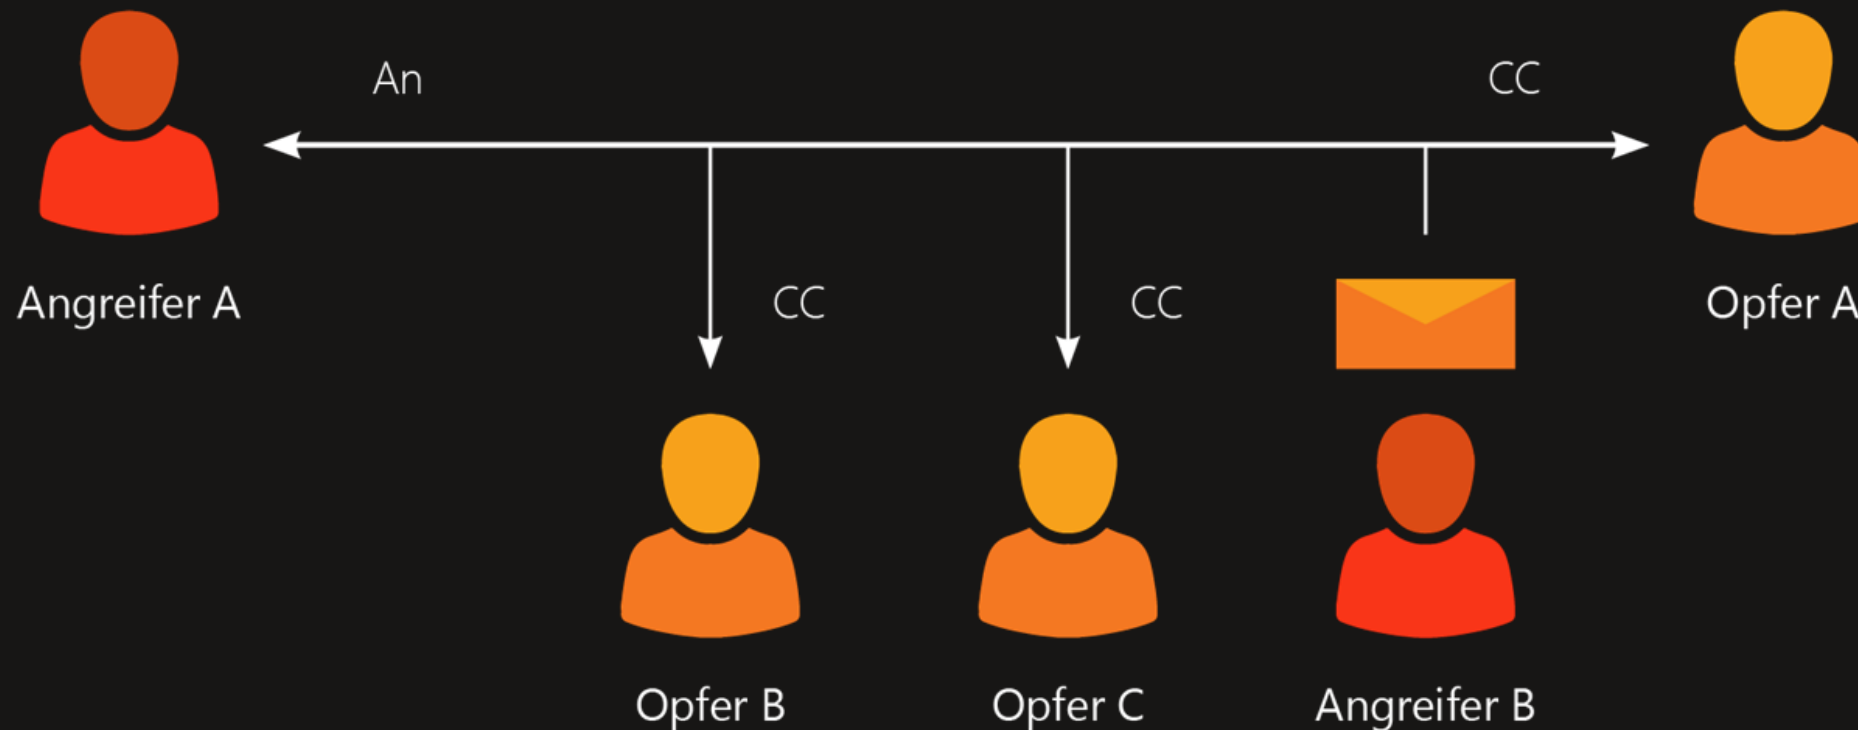 An
CC
Angreifer A
CC
CC
Opfer A
Opfer B
Opfer C
Angreifer B